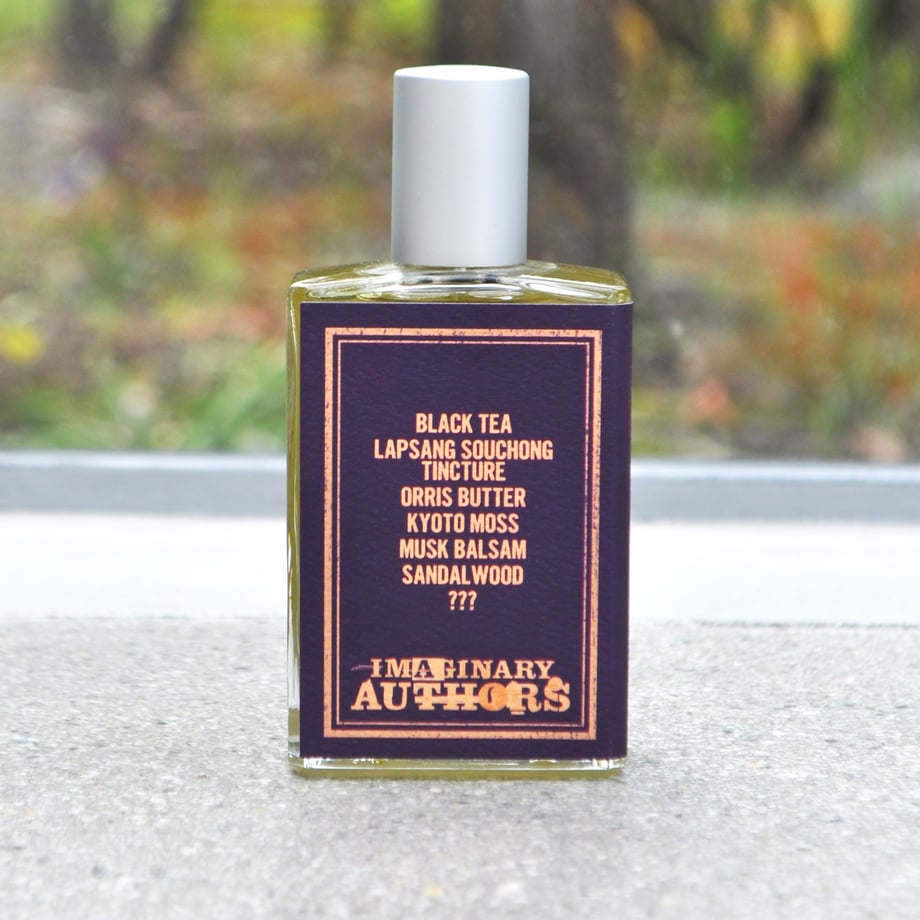 BLACK TEA
LAPSANG SOUCHONG
TINCTURE
ORRIS BUTTER
KYOTO MOSS
MUSK BALSAM
SANDALWOOD
???
IMAGINARY
AUTHORS